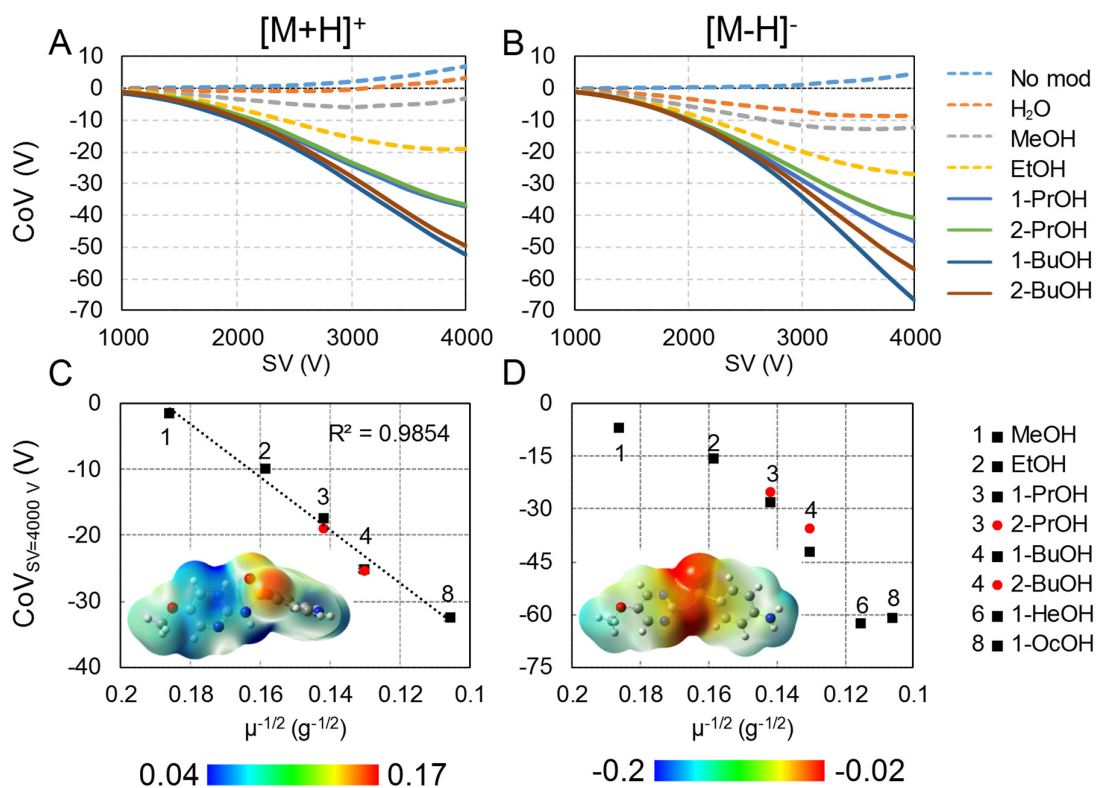 A
[M+H]⁺
B
[M-H]⁻
CoV (V)
10
0
-10
-20
-30
-40
-50
-60
-70
1000
2000
3000
4000
SV (V)
10
0
-10
-20
-30
-40
-50
-60
-70
1000
2000
3000
4000
SV (V)
No mod
H₂O
MeOH
EtOH
1-PrOH
2-PrOH
1-BuOH
2-BuOH
C
CoV SV=4000 V (V)
0
-10
-20
-30
-40
R² = 0.9854
1
2
3
4
8
0.2
0.18
0.16
0.14
0.12
0.1
µ⁻¹/² (g⁻¹/²)
0.04
0.17
D
0
-15
-30
-45
-60
-75
1
2
3
4
6
8
0.2
0.18
0.16
0.14
0.12
0.1
µ⁻¹/² (g⁻¹/²)
-0.2
-0.02
1 MeOH
2 EtOH
3 1-PrOH
3 2-PrOH
4 1-BuOH
4 2-BuOH
6 1-HeOH
8 1-OcOH